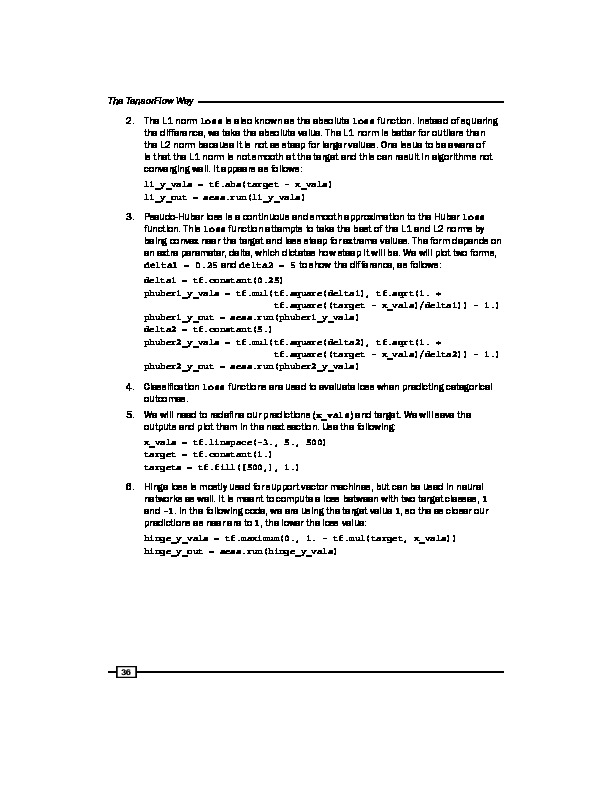 The TensorFlow Way
2. The L1 norm loss is also known as the absolute loss function. Instead of squaring
the difference, we take the absolute value. The L1 norm is better for outliers than
the L2 norm because it is not as steep for larger values. One issue to be aware of
is that the L1 norm is not smooth at the target and this can result in algorithms not
converging well. It appears as follows:
l1_y_vals = tf.abs(target - x_vals)
l1_y_out = sess.run(l1_y_vals)
3. Pseudo-Huber loss is a continuous and smooth approximation to the Huber loss
function. This loss function attempts to take the best of the L1 and L2 norms by
being convex near the target and less steep for extreme values. The form depends on
an extra parameter, delta, which dictates how steep it will be. We will plot two forms,
delta1 = 0.25 and delta2 = 5 to show the difference, as follows:
delta1 = tf.constant(0.25)
phuber1_y_vals = tf.mul(tf.square(delta1), tf.sqrt(1. +
tf.square((target - x_vals)/delta1)) - 1.)
phuber1_y_out = sess.run(phuber1_y_vals)
delta2 = tf.constant(5.)
phuber2_y_vals = tf.mul(tf.square(delta2), tf.sqrt(1. +
tf.square((target - x_vals)/delta2)) - 1.)
phuber2_y_out = sess.run(phuber2_y_vals)
4. Classification loss functions are used to evaluate loss when predicting categorical
outcomes.
5. We will need to redefine our predictions (x_vals) and target. We will save the
outputs and plot them in the next section. Use the following:
x_vals = tf.linspace(-3., 5., 500)
target = tf.constant(1.)
targets = tf.fill([500,], 1.)
6. Hinge loss is mostly used for support vector machines, but can be used in neural
networks as well. It is meant to compute a loss between with two target classes, 1
and -1. In the following code, we are using the target value 1, so the as closer our
predictions as near are to 1, the lower the loss value:
hinge_y_vals = tf.maximum(0., 1. - tf.mul(target, x_vals))
hinge_y_out = sess.run(hinge_y_vals)
36